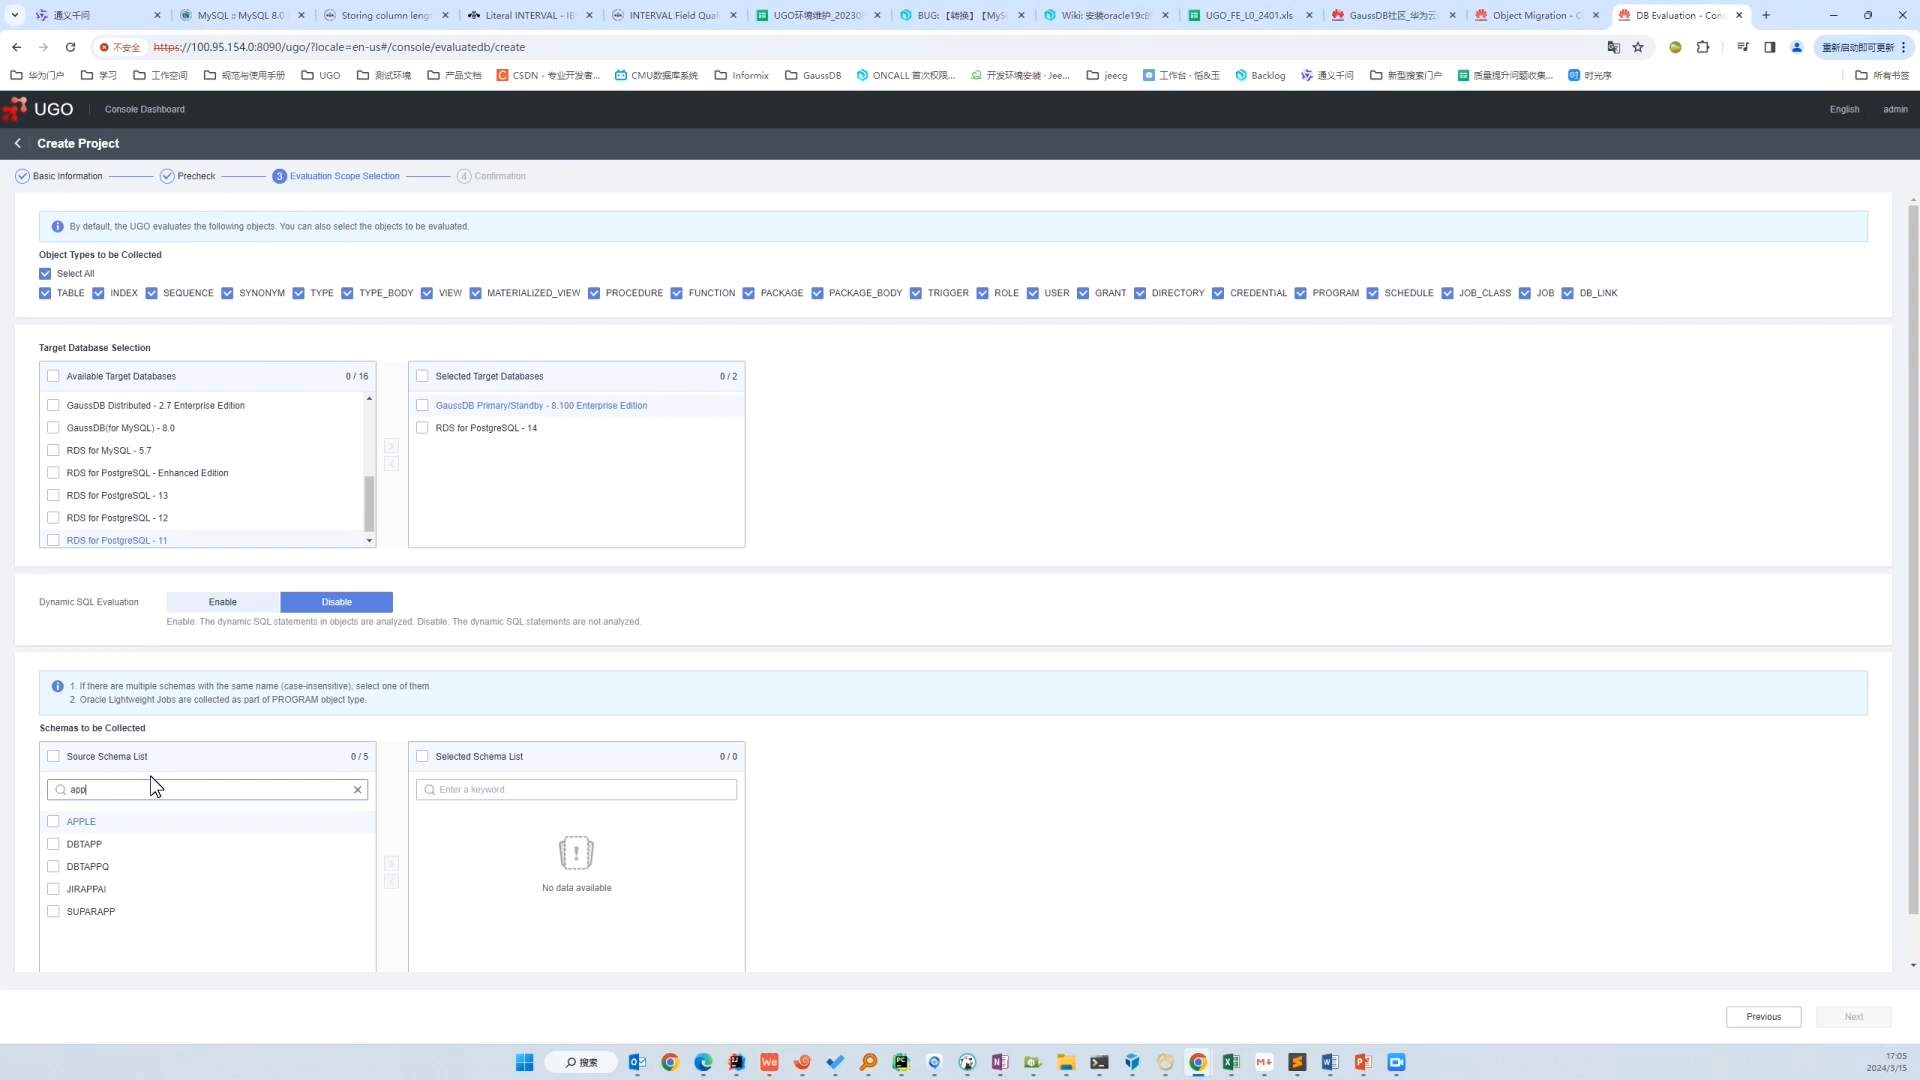 通义千问
MySQL :: MySQL 8.0
Storing column leng
Literal INTERVAL - IB
INTERVAL Field Qual
UGO环境维护_20230
BUG:【转换】【My
Wiki: 安装oracle19c的
UGO_FE_L0_2401.xls
GaussDB社区_华为云
Object Migration - C
DB Evaluation - Con
不安全
https://100.95.154.0:8090/ugo/?locale=en-us#/console/evaluatedb/create
重新启动即可更新
华为门户
学习
工作空间
规范与使用手册
UGO
测试环境
产品文档
CSDN - 专业开发者...
CMU数据库系统
Informix
GaussDB
ONCALL 首次权限...
开发环境安装 · Jee...
jeecg
工作台 · 恬&玉
Backlog
通义千问
新型搜索门户
质量提升问题收集...
时光序
所有书签
UGO
Console Dashboard
English
admin
Create Project
Basic Information
Precheck
3 Evaluation Scope Selection
4 Confirmation
By default, the UGO evaluates the following objects. You can also select the objects to be evaluated.
Object Types to be Collected
Select All
TABLE INDEX SEQUENCE SYNONYM TYPE TYPE_BODY VIEW MATERIALIZED_VIEW PROCEDURE FUNCTION PACKAGE PACKAGE_BODY TRIGGER ROLE USER GRANT DIRECTORY CREDENTIAL PROGRAM SCHEDULE JOB_CLASS JOB DB_LINK
Target Database Selection
Available Target Databases 0 / 16
GaussDB Distributed - 2.7 Enterprise Edition
GaussDB(for MySQL) - 8.0
RDS for MySQL - 5.7
RDS for PostgreSQL - Enhanced Edition
RDS for PostgreSQL - 13
RDS for PostgreSQL - 12
RDS for PostgreSQL - 11
Selected Target Databases 0 / 2
GaussDB Primary/Standby - 8.100 Enterprise Edition
RDS for PostgreSQL - 14
Dynamic SQL Evaluation
Enable
Disable
Enable: The dynamic SQL statements in objects are analyzed. Disable: The dynamic SQL statements are not analyzed.
1. If there are multiple schemas with the same name (case-insensitive), select one of them.
2. Oracle Lightweight Jobs are collected as part of PROGRAM object type.
Schemas to be Collected
Source Schema List 0 / 5
app
APPLE
DBTAPP
DBTAPPQ
JIRAPPAI
SUPARAPP
Selected Schema List 0 / 0
Enter a keyword.
No data available
Previous
Next
搜索
17:05
2024/3/15